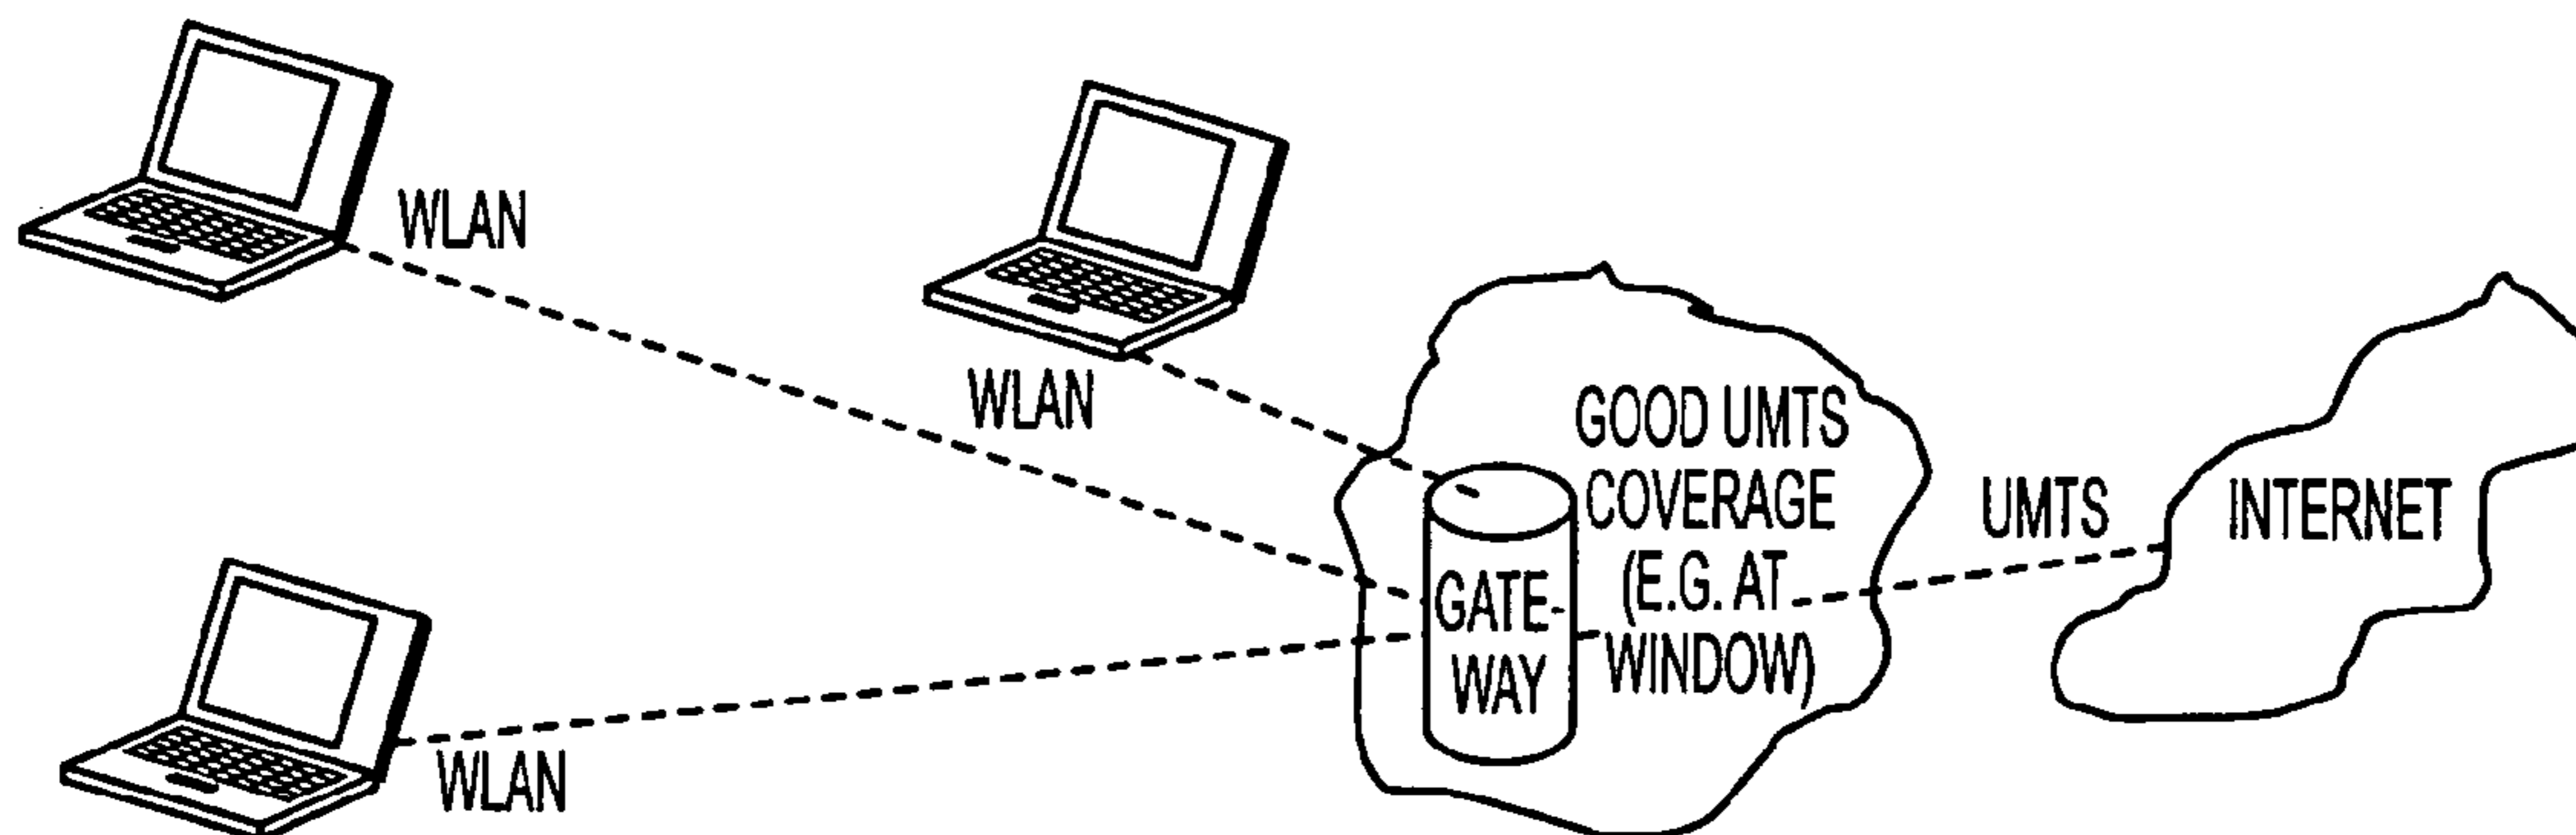 WLAN
WLAN
WLAN
GATE-
WAY
GOOD UMTS
COVERAGE
(E.G. AT
WINDOW)
UMTS
INTERNET